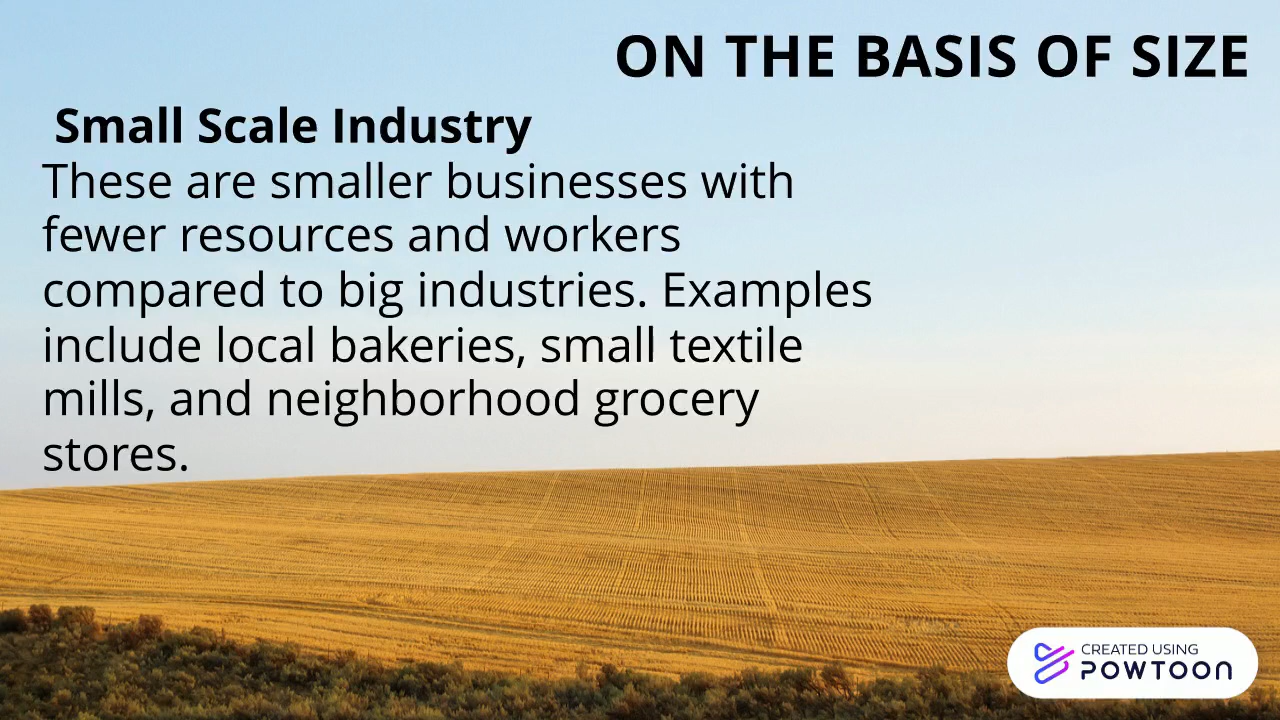 ON THE BASIS OF SIZE
Small Scale Industry
These are smaller businesses with
fewer resources and workers
compared to big industries. Examples
include local bakeries, small textile
mills, and neighborhood grocery
stores.
CREATED USING
POWTOON